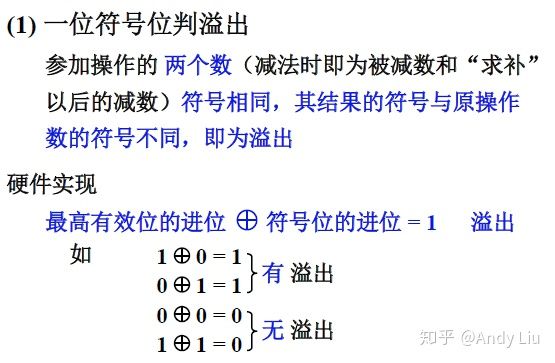 (1) 一位符号位判溢出
参加操作的 两个数（减法时即为被减数和“求补”
以后的减数）符号相同，其结果的符号与原操作
数的符号不同，即为溢出
硬件实现
最高有效位的进位 ⊕ 符号位的进位 = 1 溢出
如
1 ⊕ 0 = 1
0 ⊕ 1 = 1
有 溢出
0 ⊕ 0 = 0
1 ⊕ 1 = 0
无 溢出
知乎 @Andy Liu